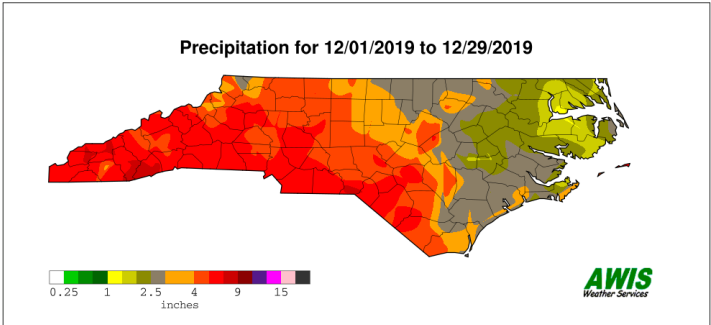 Precipitation for 12/01/2019 to 12/29/2019
0.25 1 2.5 4 9 15
inches
AWIS
Weather Services